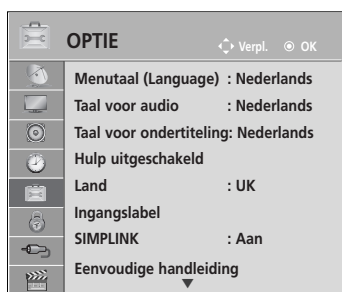 OPTIE Verpl. OK
Menutaal (Language) : Nederlands
Taal voor audio : Nederlands
Taal voor ondertiteling: Nederlands
Hulp uitgeschakeld
Land : UK
Ingangslabel
SIMPLINK : Aan
Eenvoudige handleiding